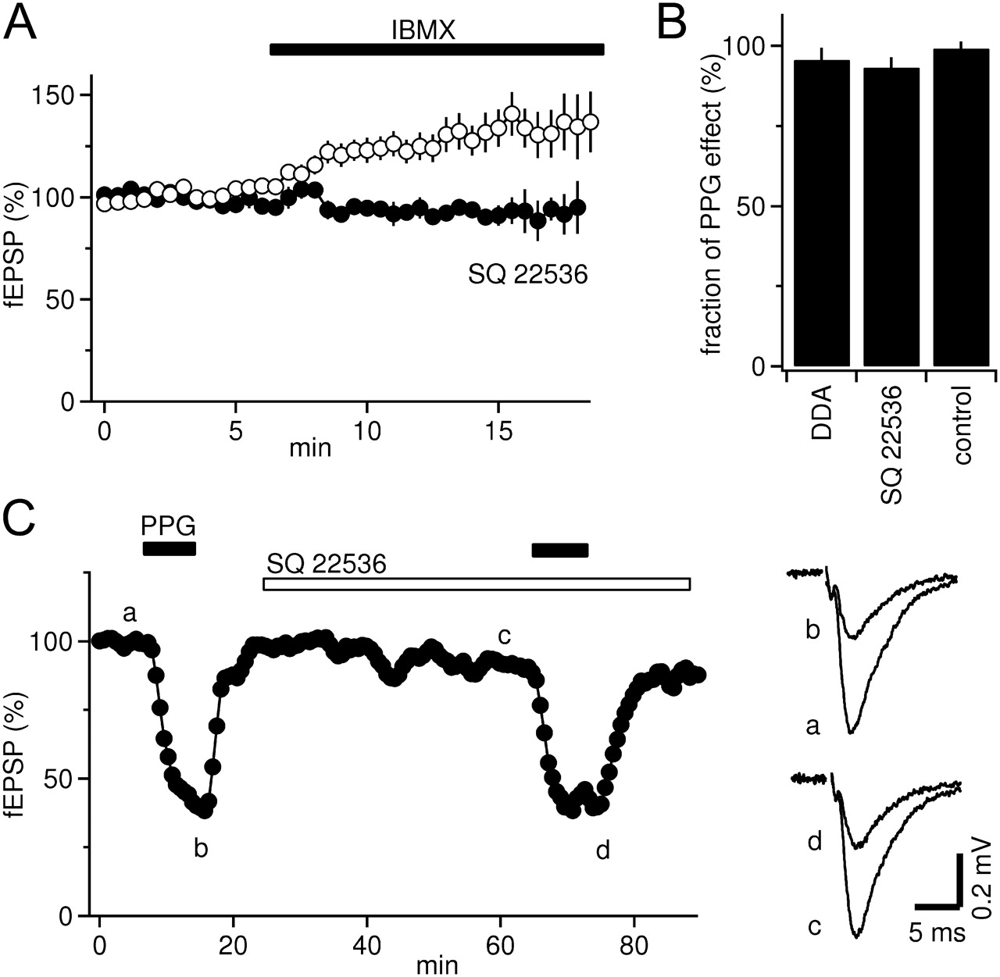 A
IBMX
150
100
50
0
fEPSP (%)
SQ 22536
0 5 10 15
min
B
100
50
0
fraction of PPG effect (%)
DDA
SQ 22536
control
C
PPG
SQ 22536
a
c
100
50
0
fEPSP (%)
b
d
0 20 40 60 80
min
b
a
d
c
0.2 mV
5 ms